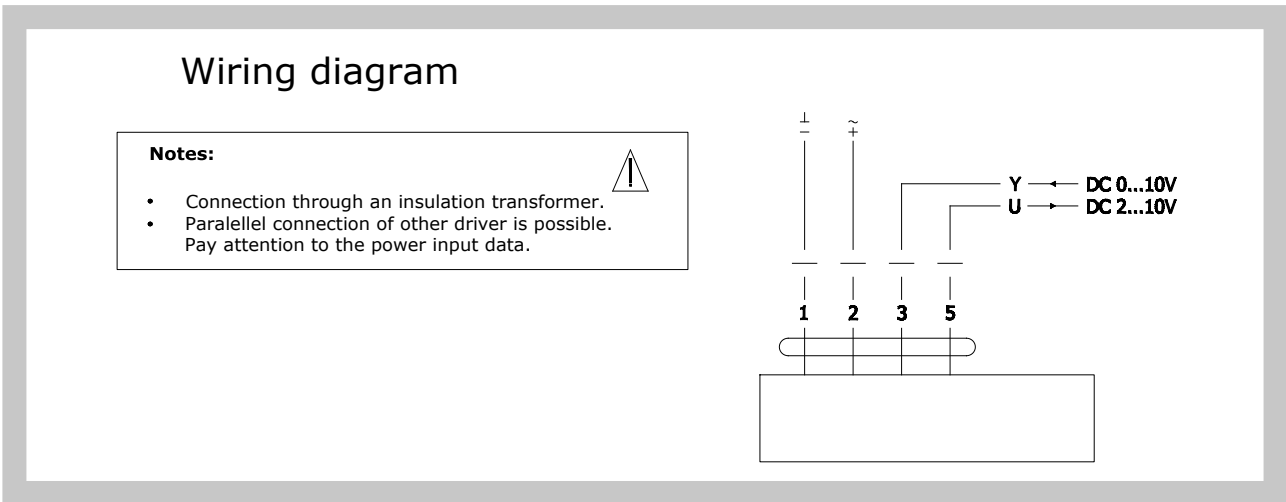 Wiring diagram
Notes:
• Connection through an insulation transformer.
• Paralellel connection of other driver is possible.
Pay attention to the power input data.
⊥ ~
− +
Y DC 0...10V
U DC 2...10V
1 2 3 5